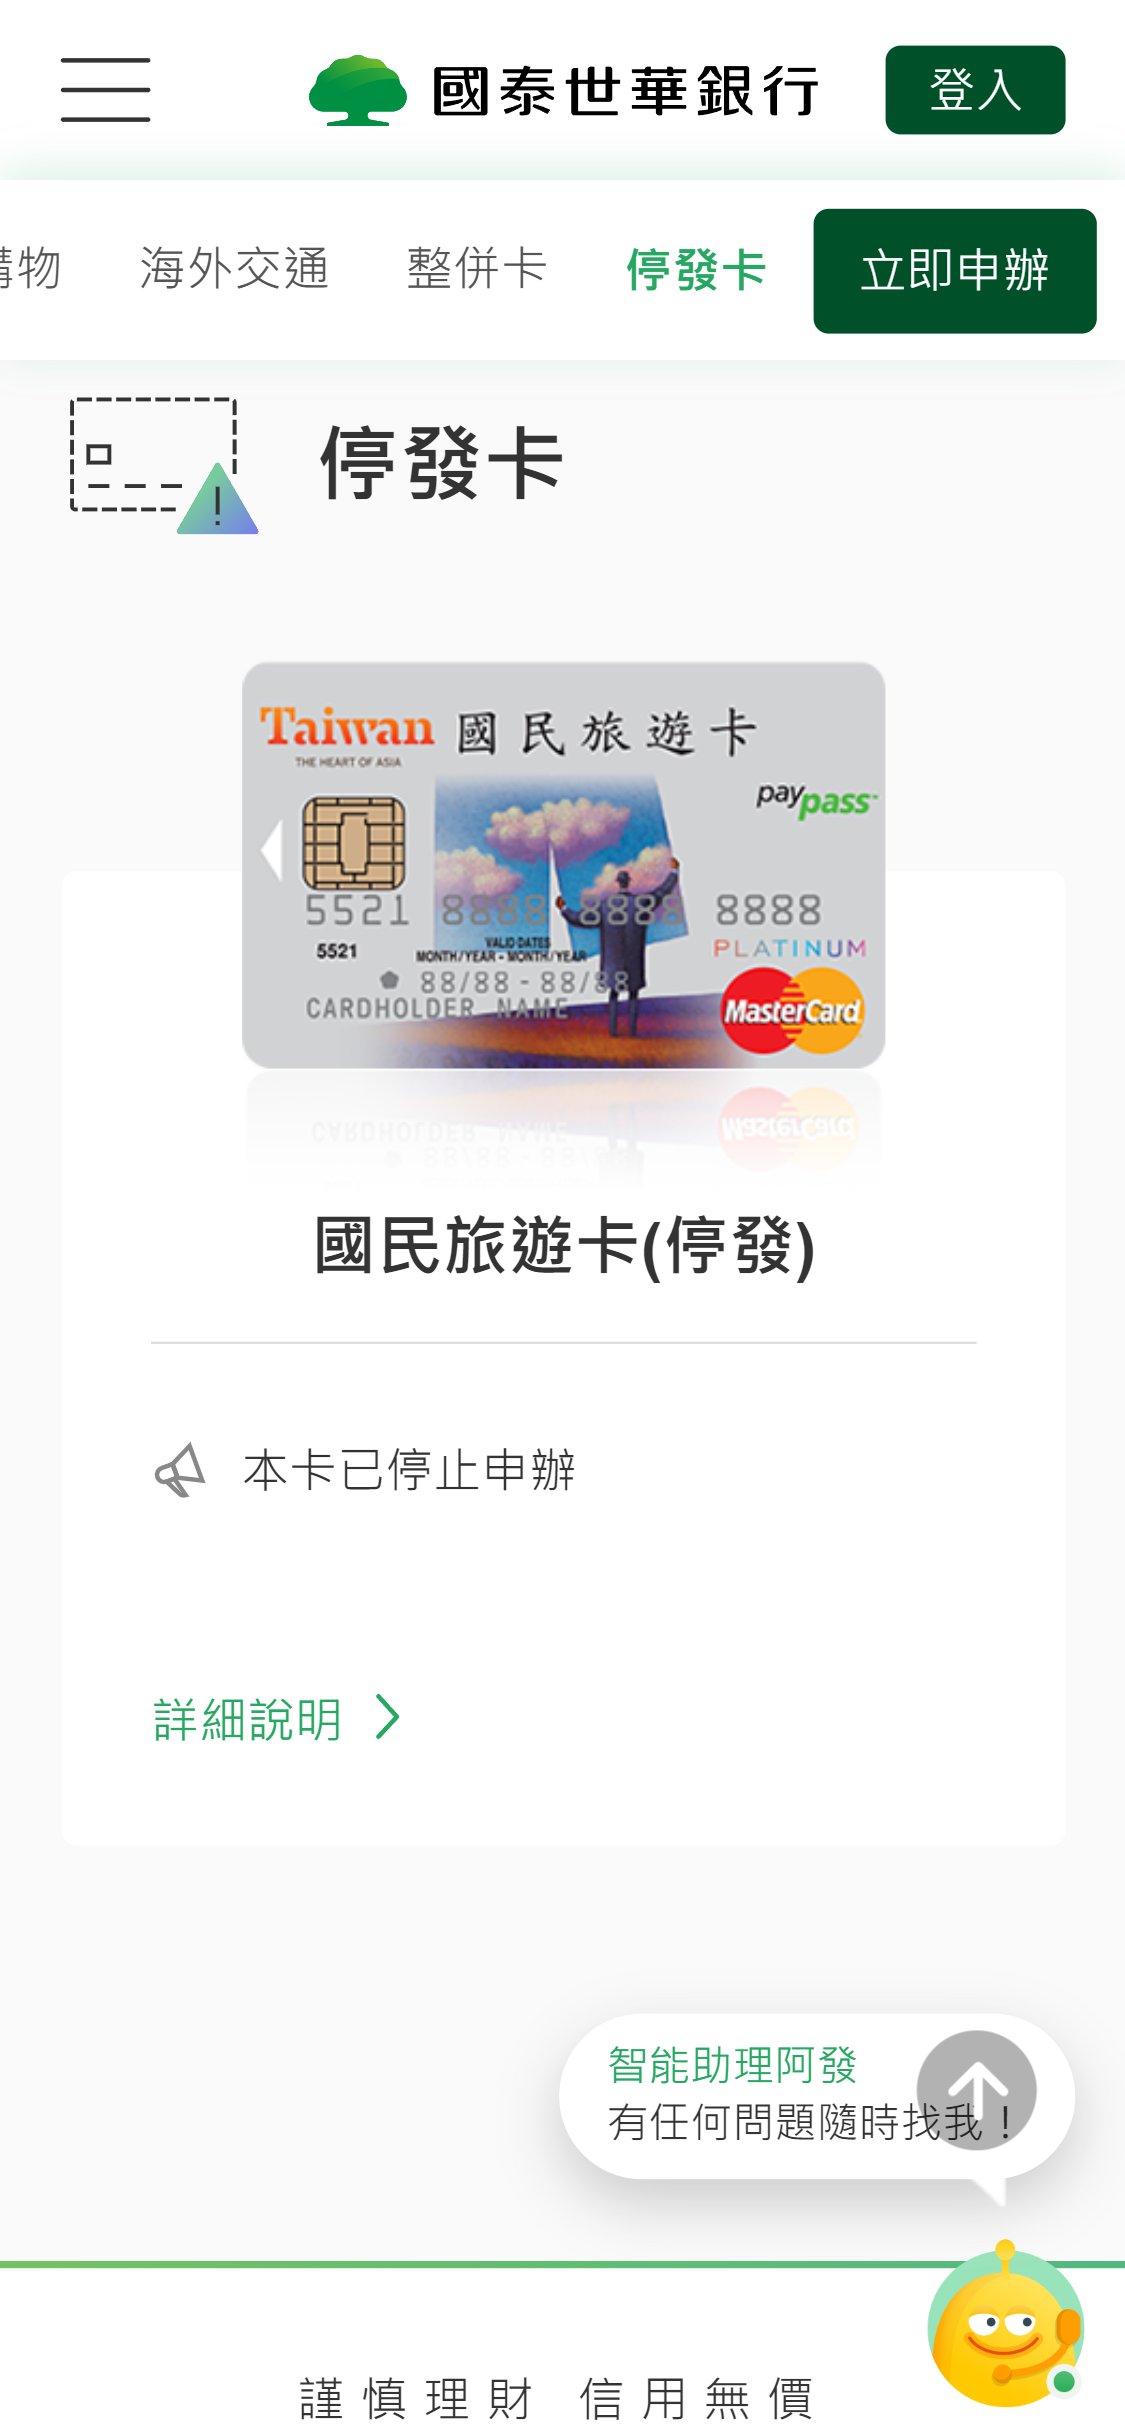 國泰世華銀行
登入
購物 海外交通 整併卡 停發卡 立即申辦
停發卡
Taiwan 國民旅遊卡
THE HEART OF ASIA
paypass
5521 8888 8888 8888
5521
VALID DATES
MONTH/YEAR - MONTH/YEAR
PLATINUM
88/88 - 88/88
CARDHOLDER NAME
MasterCard
國民旅遊卡(停發)
本卡已停止申辦
詳細說明
智能助理阿發
有任何問題隨時找我！
謹慎理財 信用無價